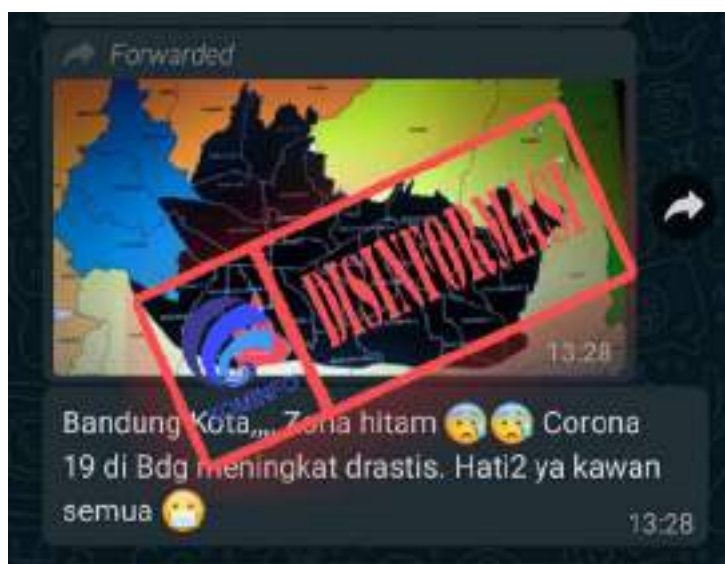 Forwarded
DISINFORMASI
KOMINFO
13.28
Bandung Kota,,,, Zona hitam 😰😰 Corona
19 di Bdg meningkat drastis. Hati2 ya kawan
semua 😷
13:28